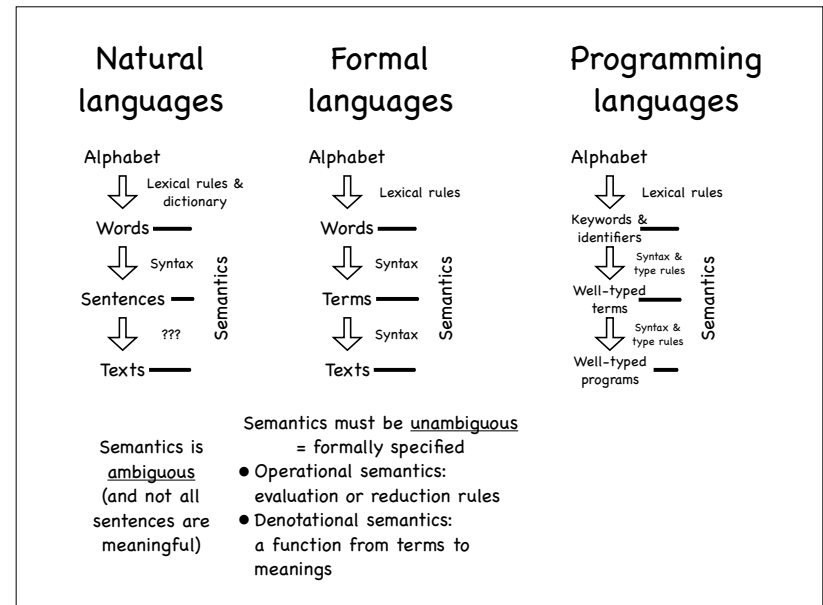 Natural
languages
Alphabet
Lexical rules &
dictionary
Words
Syntax
Sentences
???
Texts
Semantics
Semantics is
ambiguous
(and not all
sentences are
meaningful)
Formal
languages
Alphabet
Lexical rules
Words
Syntax
Terms
Syntax
Texts
Semantics
Semantics must be unambiguous
= formally specified
● Operational semantics:
evaluation or reduction rules
● Denotational semantics:
a function from terms to
meanings
Programming
languages
Alphabet
Lexical rules
Keywords &
identifiers
Syntax &
type rules
Well-typed
terms
Syntax &
type rules
Well-typed
programs
Semantics